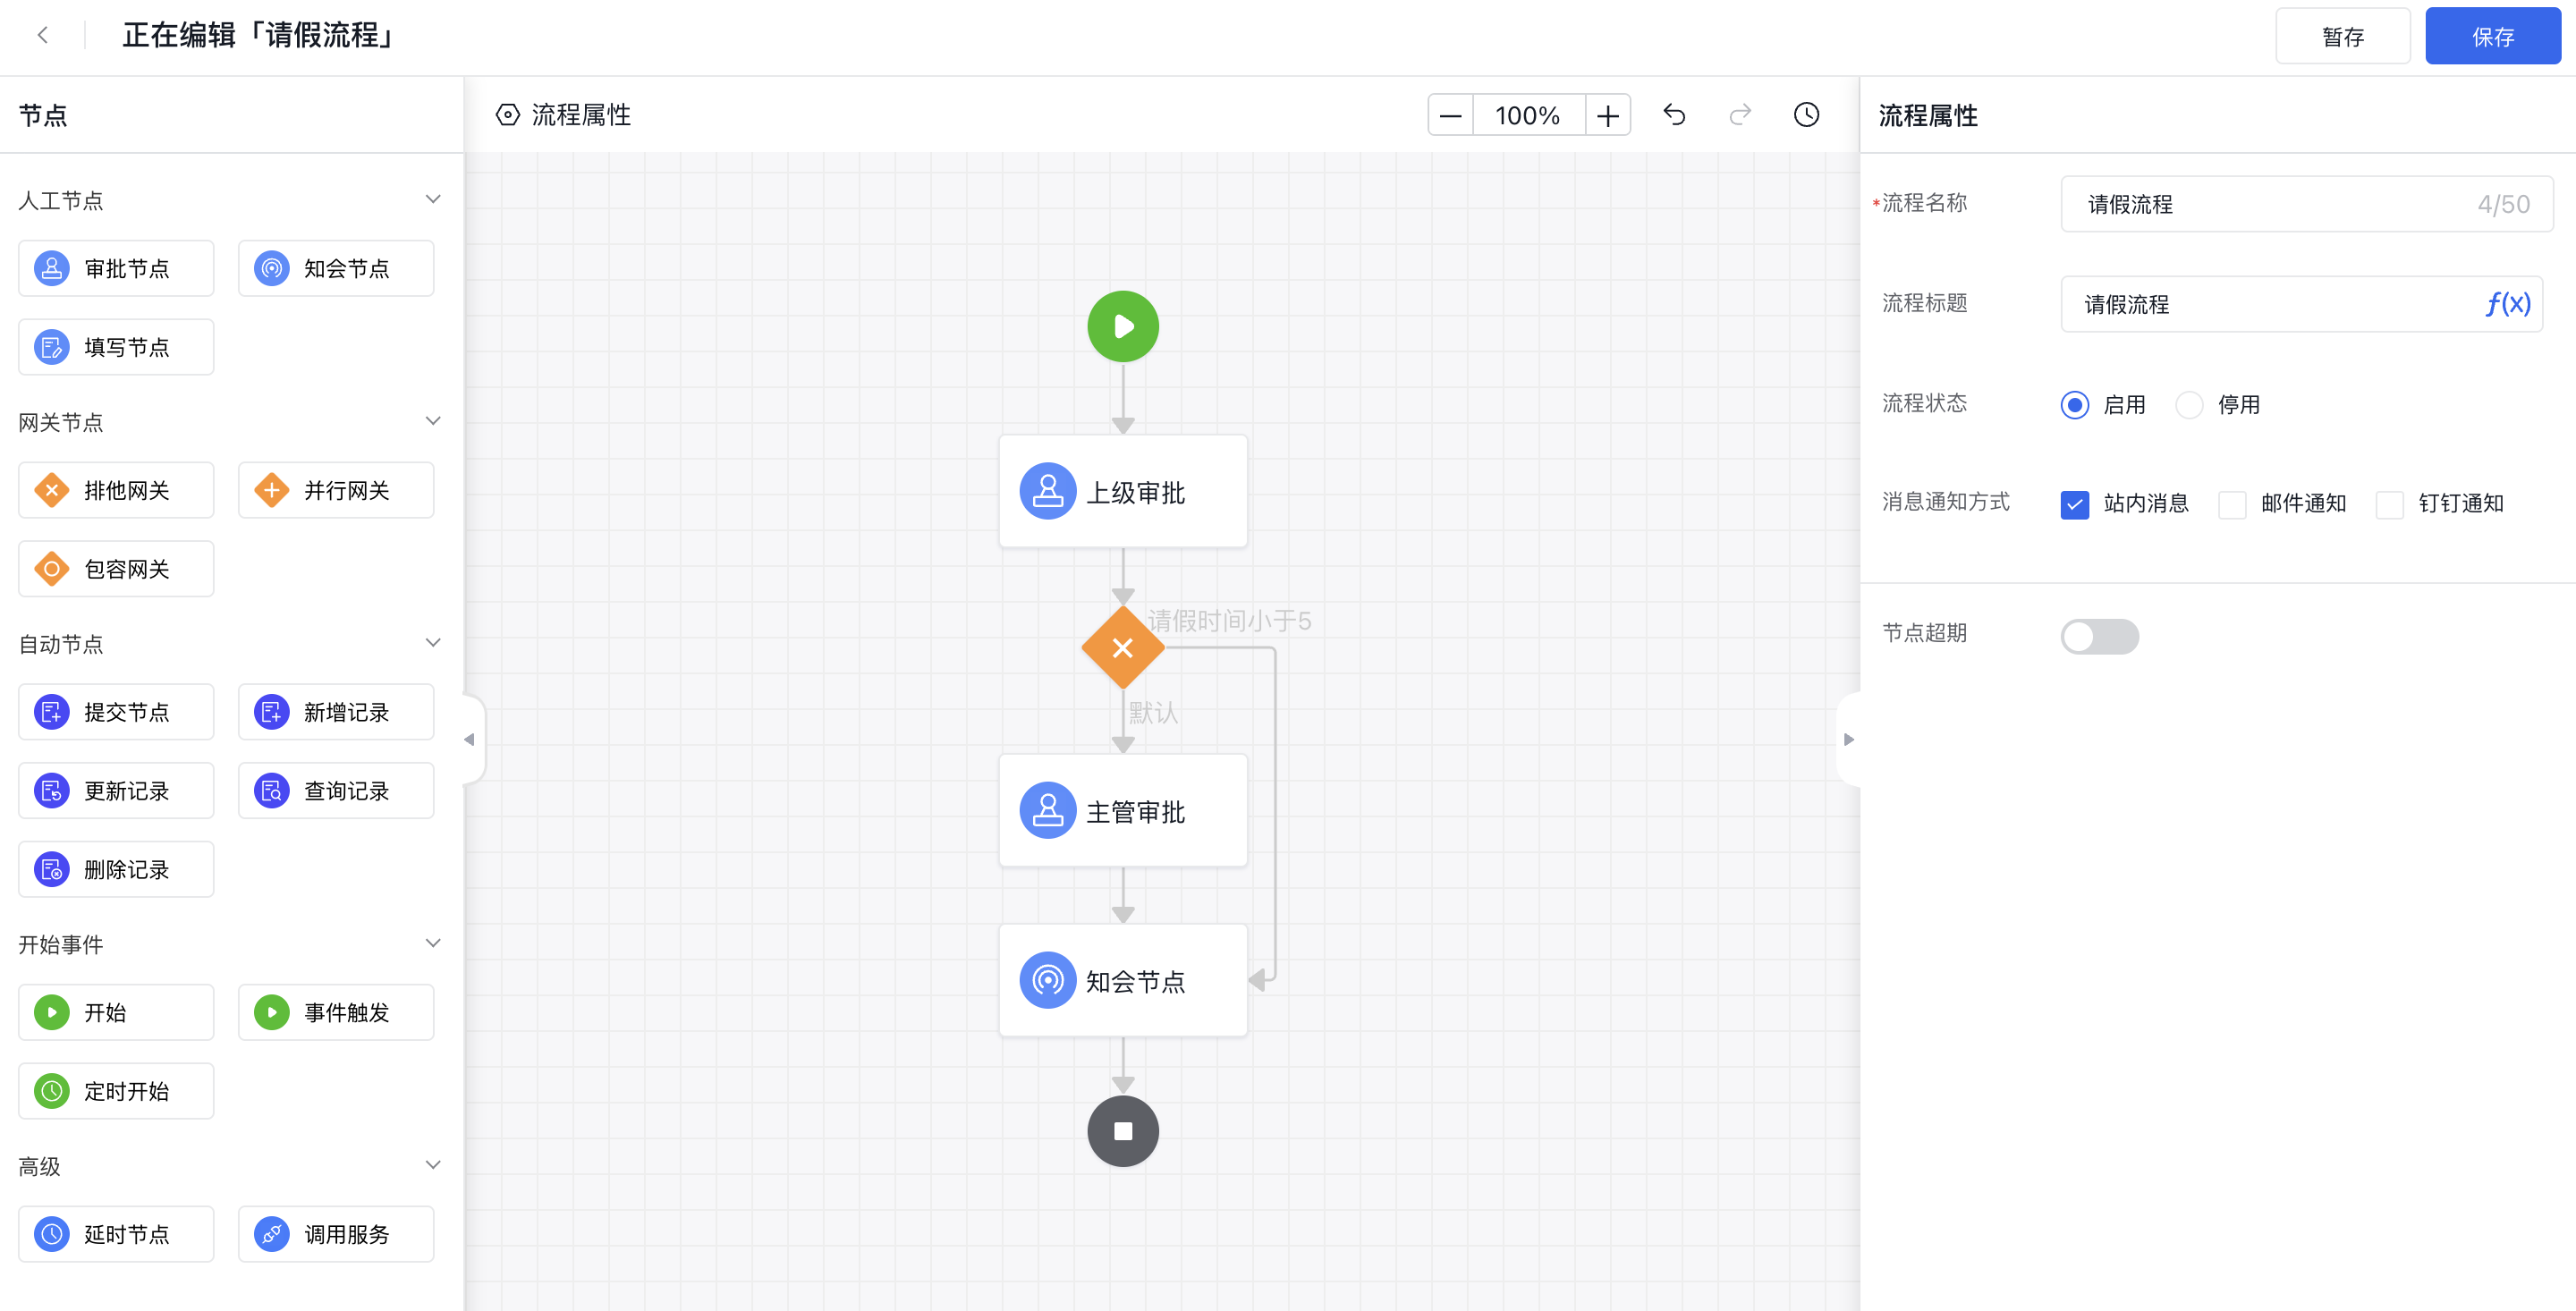 正在编辑「请假流程」
暂存
保存
节点
人工节点
审批节点
知会节点
填写节点
网关节点
排他网关
并行网关
包容网关
自动节点
提交节点
新增记录
更新记录
查询记录
删除记录
开始事件
开始
事件触发
定时开始
高级
延时节点
调用服务
流程属性
100%
上级审批
请假时间小于5
默认
主管审批
知会节点
流程属性
*流程名称
请假流程
4/50
流程标题
请假流程
f(x)
流程状态
启用
停用
消息通知方式
站内消息
邮件通知
钉钉通知
节点超期